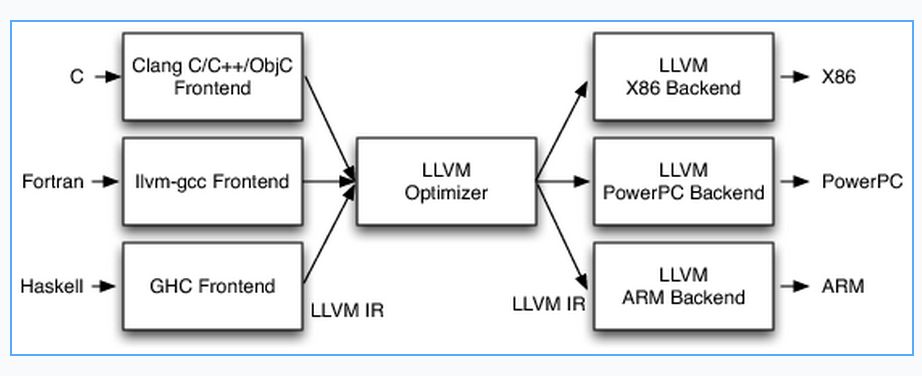 C
Clang C/C++/ObjC
Frontend
LLVM
X86 Backend
X86
Fortran
llvm-gcc Frontend
LLVM
Optimizer
LLVM
PowerPC Backend
PowerPC
Haskell
GHC Frontend
LLVM IR
LLVM IR
LLVM
ARM Backend
ARM